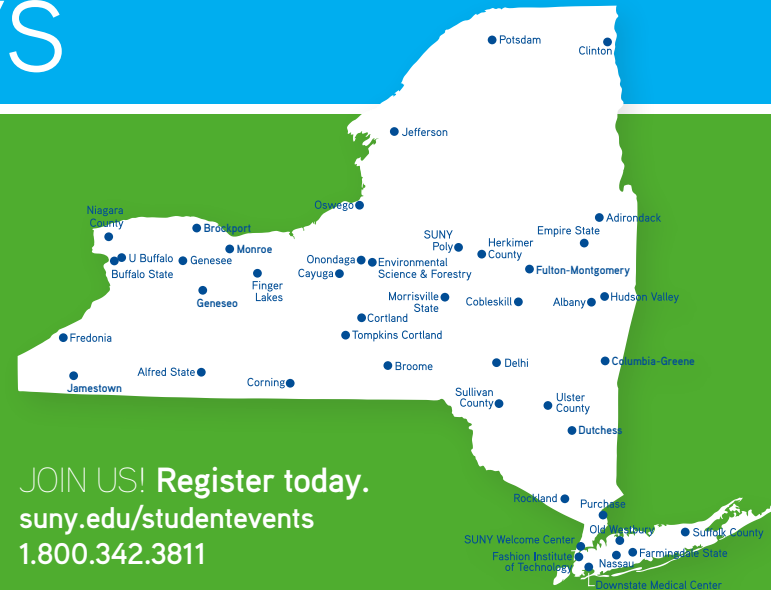 YS
Potsdam
Clinton
Jefferson
Oswego
Niagara
County
Brockport
Monroe
U Buffalo
Buffalo State
Genesee
Geneseo
Finger
Lakes
Onondaga
Cayuga
Environmental
Science & Forestry
SUNY
Poly
Herkimer
County
Empire State
Adirondack
Fulton-Montgomery
Morrisville
State
Cobleskill
Albany
Hudson Valley
Cortland
Tompkins Cortland
Fredonia
Jamestown
Alfred State
Corning
Broome
Delhi
Columbia-Greene
Sullivan
County
Ulster
County
Dutchess
Rockland
Purchase
Old Westbury
Suffolk County
SUNY Welcome Center
Fashion Institute
of Technology
Nassau
Farmingdale State
Downstate Medical Center
JOIN US! Register today.
suny.edu/studentevents
1.800.342.3811